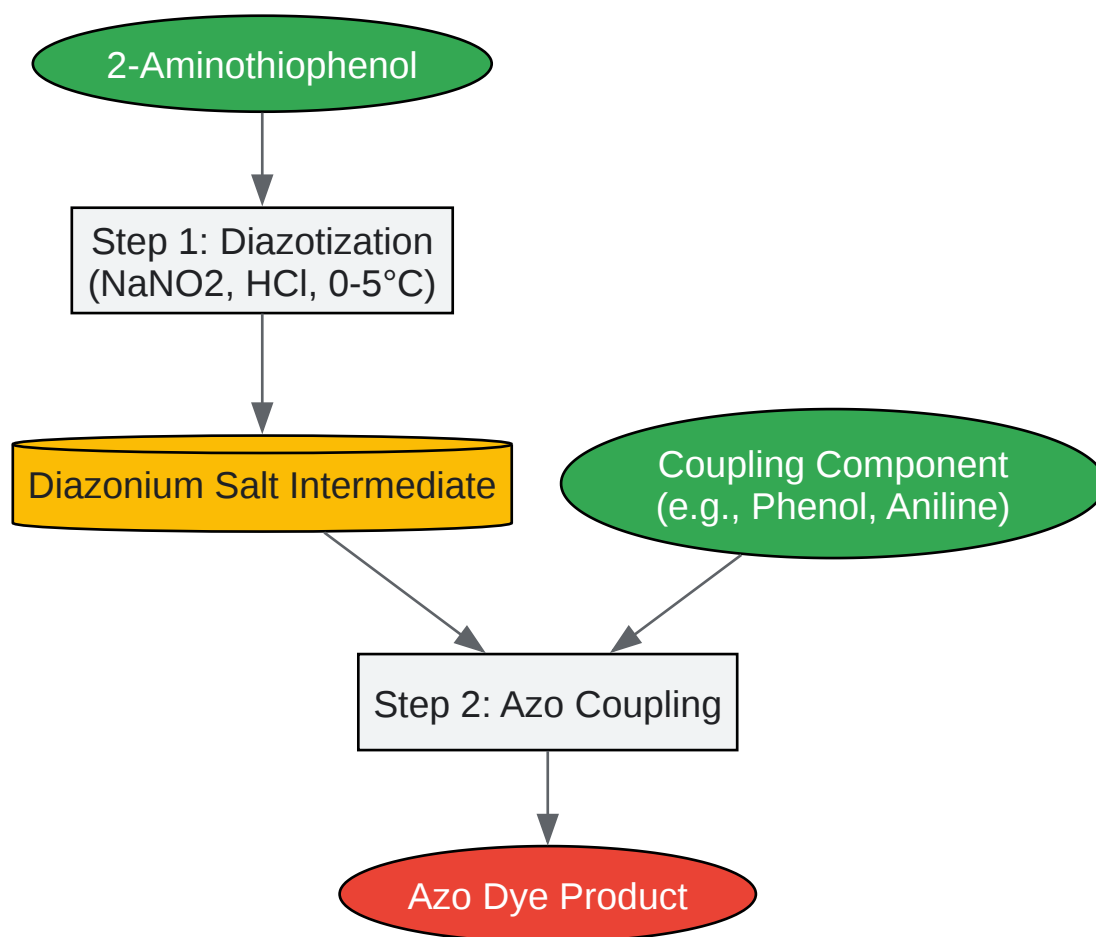 2-Aminothiophenol
Step 1: Diazotization
(NaNO2, HCl, 0-5°C)
Diazonium Salt Intermediate
Coupling Component
(e.g., Phenol, Aniline)
Step 2: Azo Coupling
Azo Dye Product